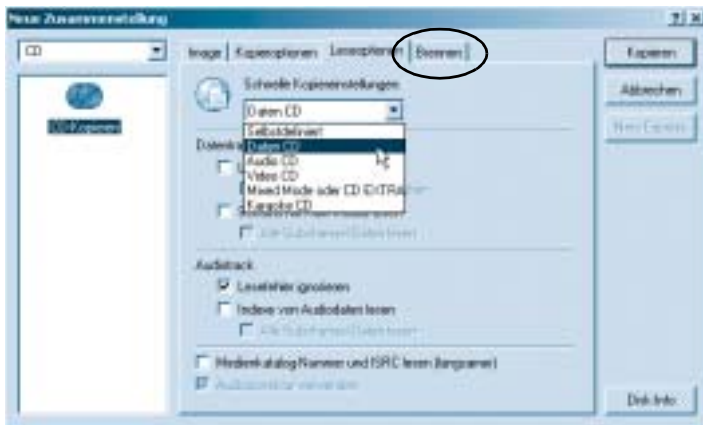 Neue Zusammenstellung
CD
Image
Kopieroptionen
Leseoptionen
Brennen
Kopieren
Abbrechen
Nero Express
CD-Kopieren
Schnelle Kopiereinstellungen
Daten CD
Selbstdefiniert
Daten CD
Audio CD
Video CD
Mixed Mode oder CD EXTRA
Karaoke CD
Audiotrack
Lesefehler ignorieren
Indexe von Audiodaten lesen
Medienkatalog Nummer und ISRC lesen (langsamer)
Disk Info